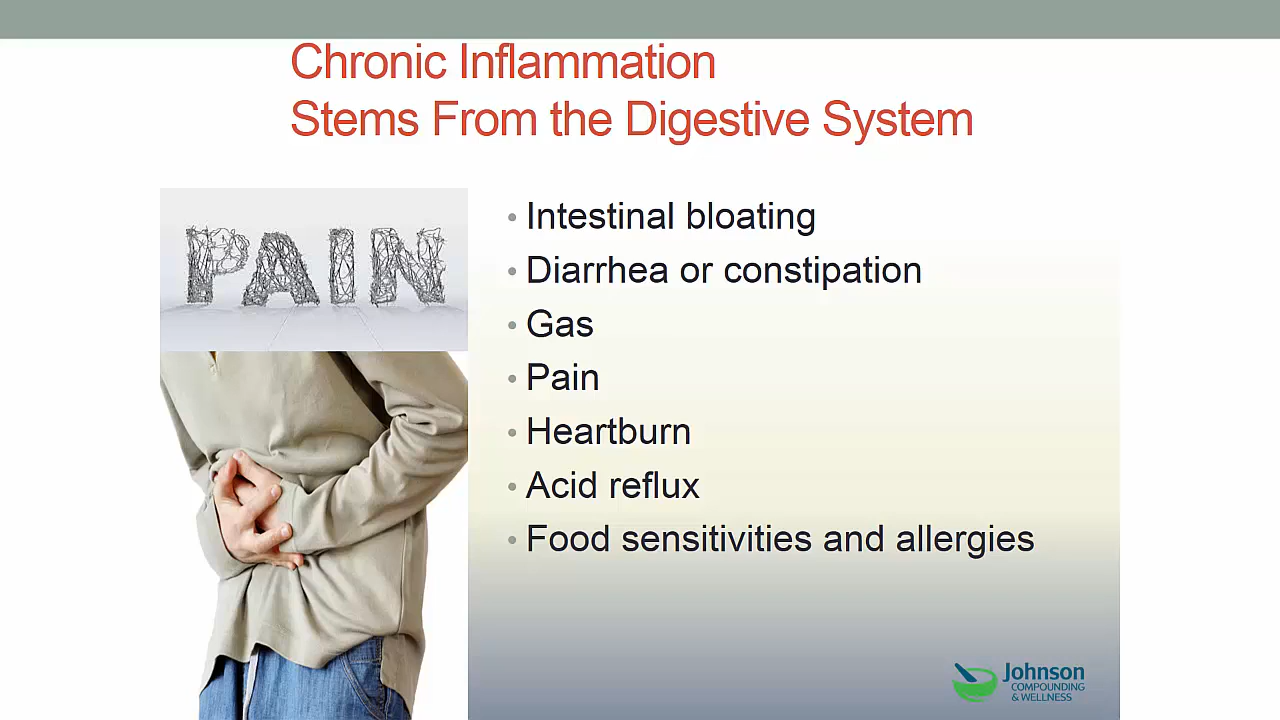 Chronic Inflammation
Stems From the Digestive System
PAIN
• Intestinal bloating
• Diarrhea or constipation
• Gas
• Pain
• Heartburn
• Acid reflux
• Food sensitivities and allergies
Johnson
COMPOUNDING
& WELLNESS